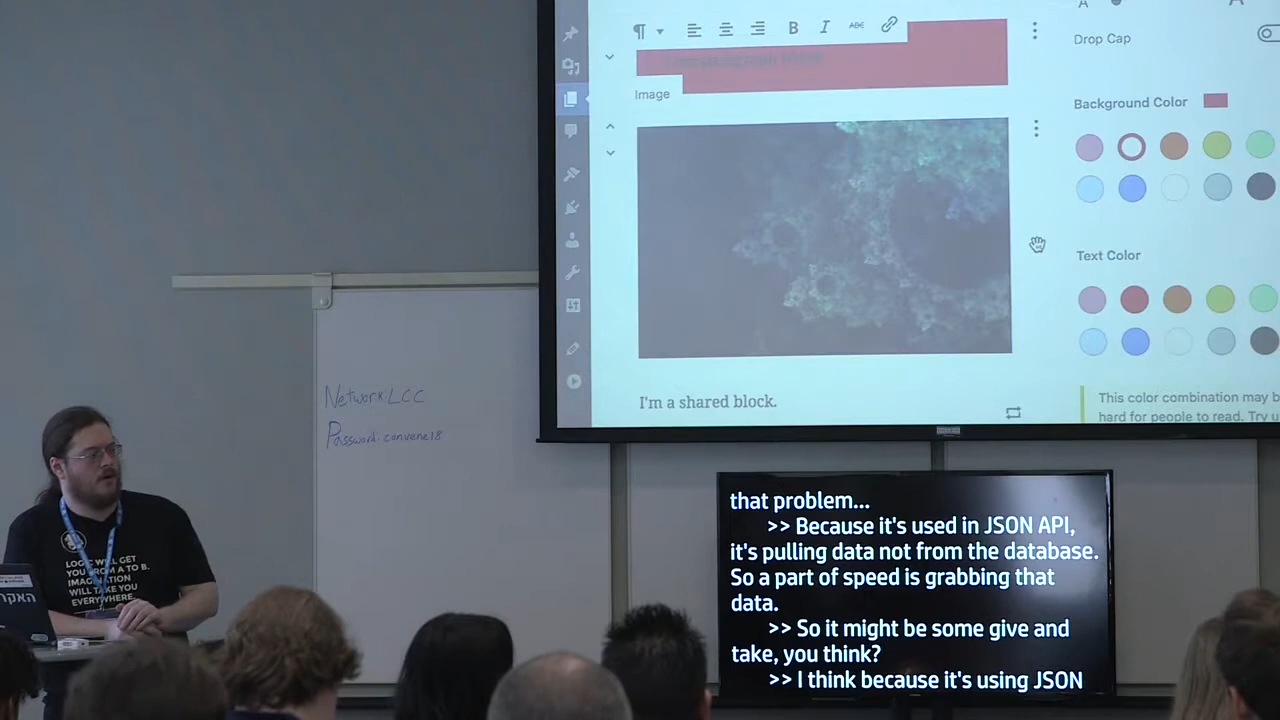 B I ABC
Drop Cap
Image
Background Color
Text Color
I'm a shared block.
This color combination may b
hard for people to read. Try u
Network: LCC
Password: convene18
LOGIC WILL GET
YOU FROM A TO B.
IMAGINATION
WILL TAKE YOU
EVERYWHERE.
האקר
that problem...
>> Because it's used in JSON API,
it's pulling data not from the database.
So a part of speed is grabbing that
data.
>> So it might be some give and
take, you think?
>> I think because it's using JSON